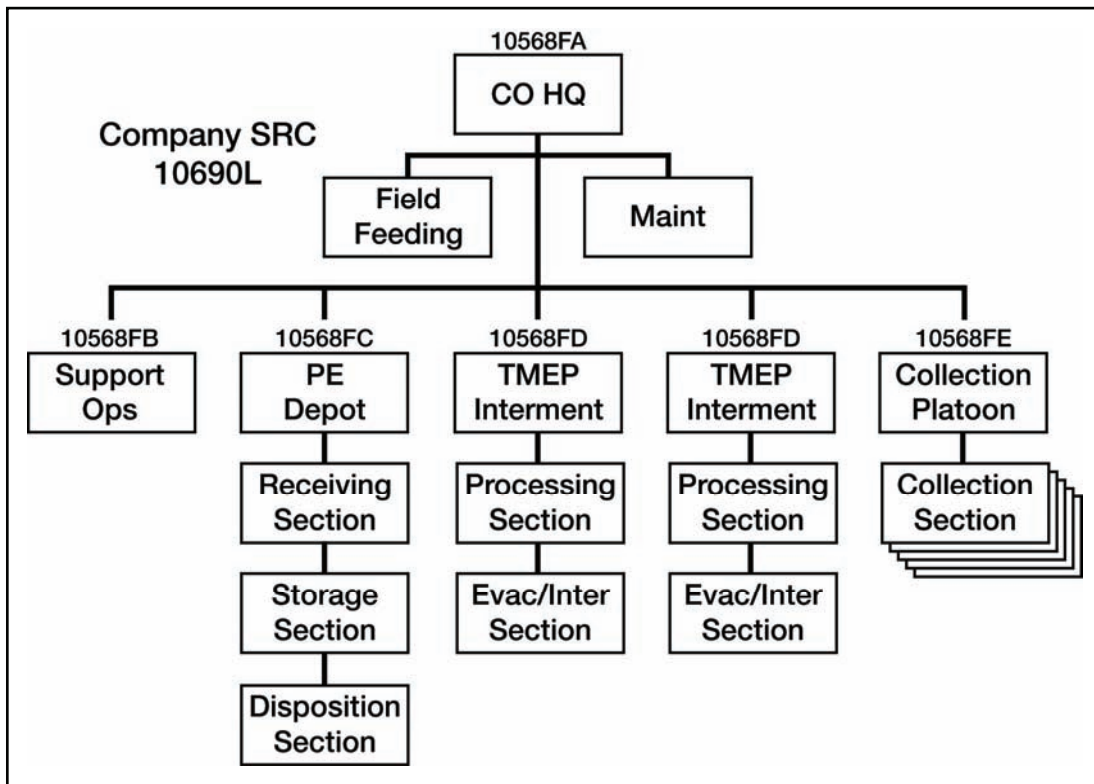 10568FA
CO HQ
Company SRC
10690L
Field
Feeding
Maint
10568FB
Support
Ops
10568FC
PE
Depot
10568FD
TMEP
Interment
10568FD
TMEP
Interment
10568FE
Collection
Platoon
Receiving
Section
Processing
Section
Processing
Section
Collection
Section
Storage
Section
Evac/Inter
Section
Evac/Inter
Section
Disposition
Section